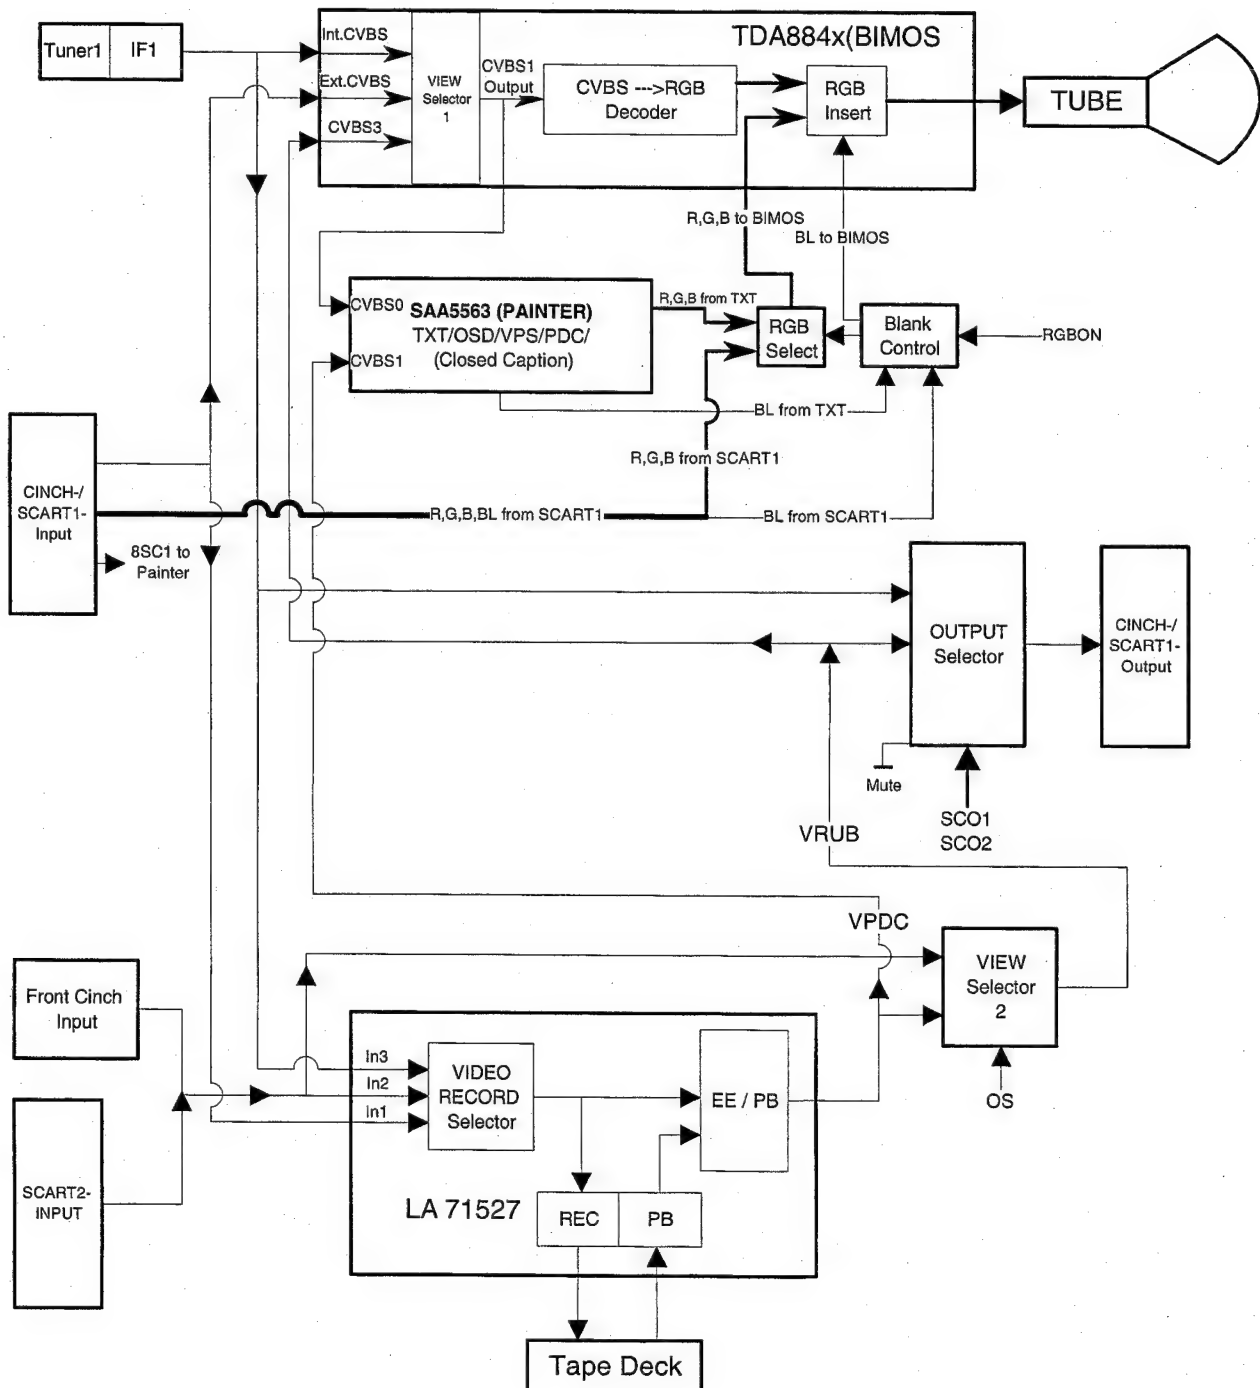 Tuner1 IF1
Int.CVBS
Ext.CVBS
CVBS3
VIEW
Selector
1
CVBS1
Output
TDA884x(BIMOS
CVBS --->RGB
Decoder
RGB
Insert
TUBE
R,G,B to BIMOS
BL to BIMOS
CVBS0
CVBS1
SAA5563 (PAINTER)
TXT/OSD/VPS/PDC/
(Closed Caption)
R,G,B from TXT
RGB
Select
Blank
Control
RGBON
BL from TXT
R,G,B from SCART1
CINCH-/
SCART1-
Input
R,G,B,BL from SCART1
BL from SCART1
8SC1 to
Painter
OUTPUT
Selector
CINCH-/
SCART1-
Output
Mute
SCO1
SCO2
VRUB
VPDC
VIEW
Selector
2
OS
Front Cinch
Input
SCART2-
INPUT
In3
In2
In1
VIDEO
RECORD
Selector
EE / PB
LA 71527
REC PB
Tape Deck